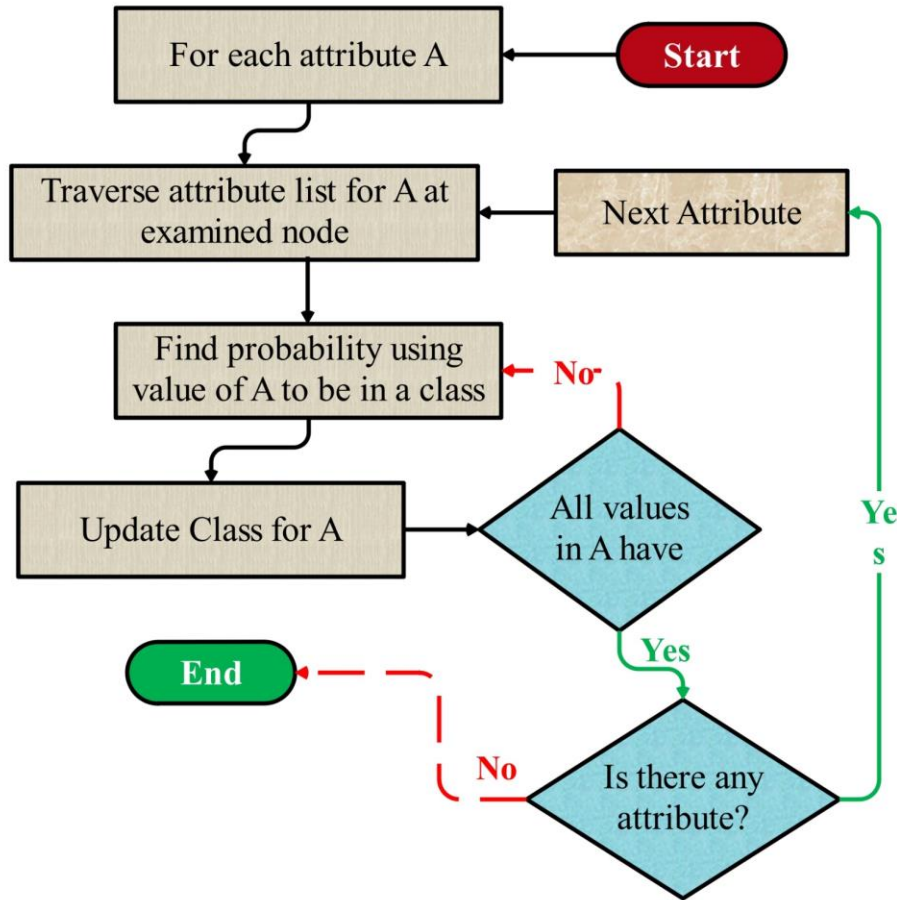 Start
For each attribute A
Traverse attribute list for A at
examined node
Next Attribute
Find probability using
value of A to be in a class
No
Update Class for A
All values
in A have
Ye
s
Yes
End
No
Is there any
attribute?